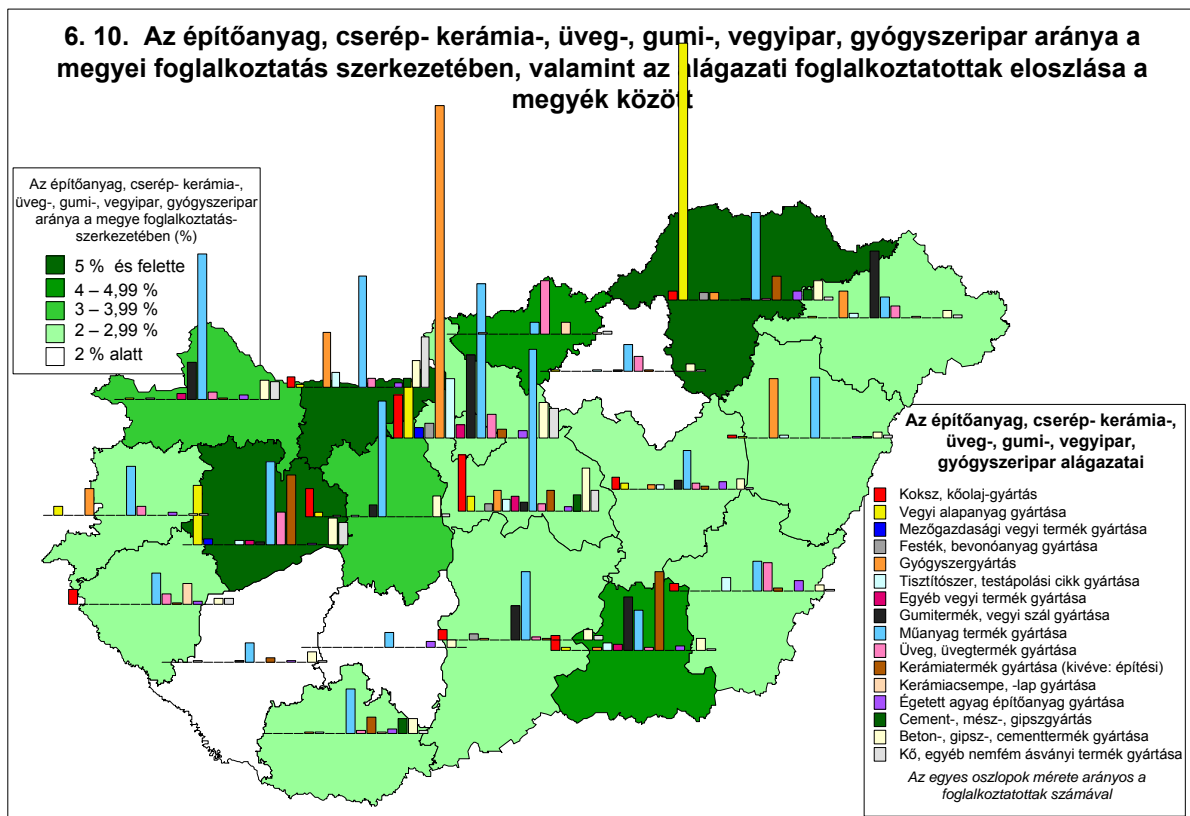 6. 10. Az építőanyag, cserép- kerámia-, üveg-, gumi-, vegyipar, gyógyszeripar aránya a
megyei foglalkoztatás szerkezetében, valamint az alágazati foglalkoztatottak eloszlása a
megyék között
Az építőanyag, cserép- kerámia-,
üveg-, gumi-, vegyipar, gyógyszeripar
aránya a megye foglalkoztatás-
szerkezetében (%)
5 % és felette
4 – 4,99 %
3 – 3,99 %
2 – 2,99 %
2 % alatt
Az építőanyag, cserép- kerámia-,
üveg-, gumi-, vegyipar,
gyógyszeripar alágazatai
Koksz, kőolaj-gyártás
Vegyi alapanyag gyártása
Mezőgazdasági vegyi termék gyártása
Festék, bevonóanyag gyártása
Gyógyszergyártás
Tisztítószer, testápolási cikk gyártása
Egyéb vegyi termék gyártása
Gumitermék, vegyi szál gyártása
Műanyag termék gyártása
Üveg, üvegtermék gyártása
Kerámiatermék gyártása (kivéve: építési)
Kerámiacsempe, -lap gyártása
Égetett agyag építőanyag gyártása
Cement-, mész-, gipszgyártás
Beton-, gipsz-, cementtermék gyártása
Kő, egyéb nemfém ásványi termék gyártása
Az egyes oszlopok mérete arányos a
foglalkoztatottak számával